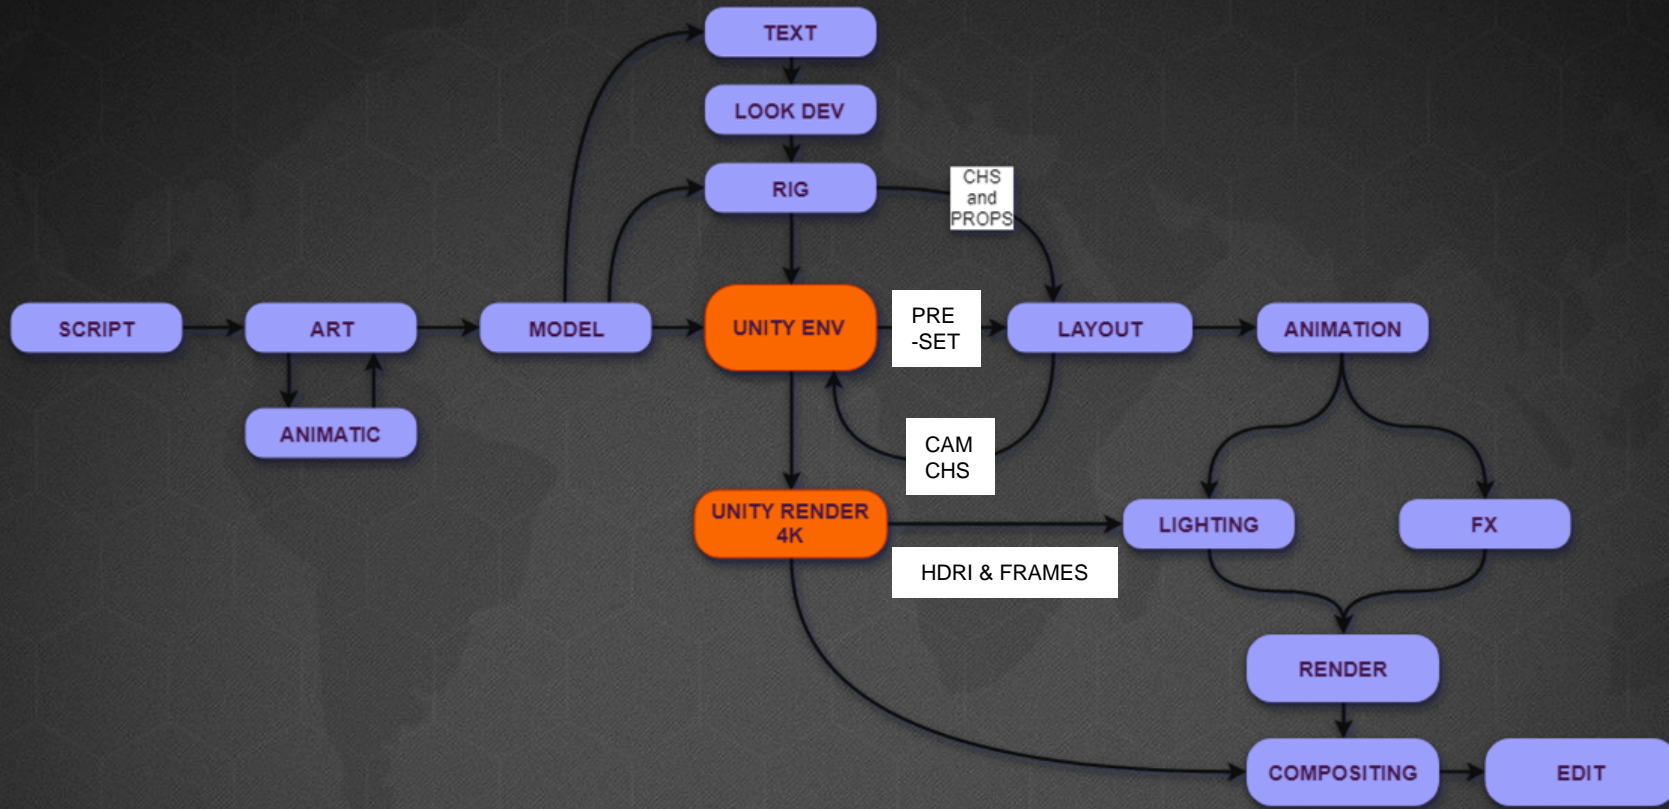 TEXT
LOOK DEV
RIG
CHS
and
PROPS
SCRIPT
ART
MODEL
UNITY ENV
PRE
-SET
LAYOUT
ANIMATION
ANIMATIC
CAM
CHS
UNITY RENDER
4K
LIGHTING
FX
HDRI & FRAMES
RENDER
COMPOSITING
EDIT